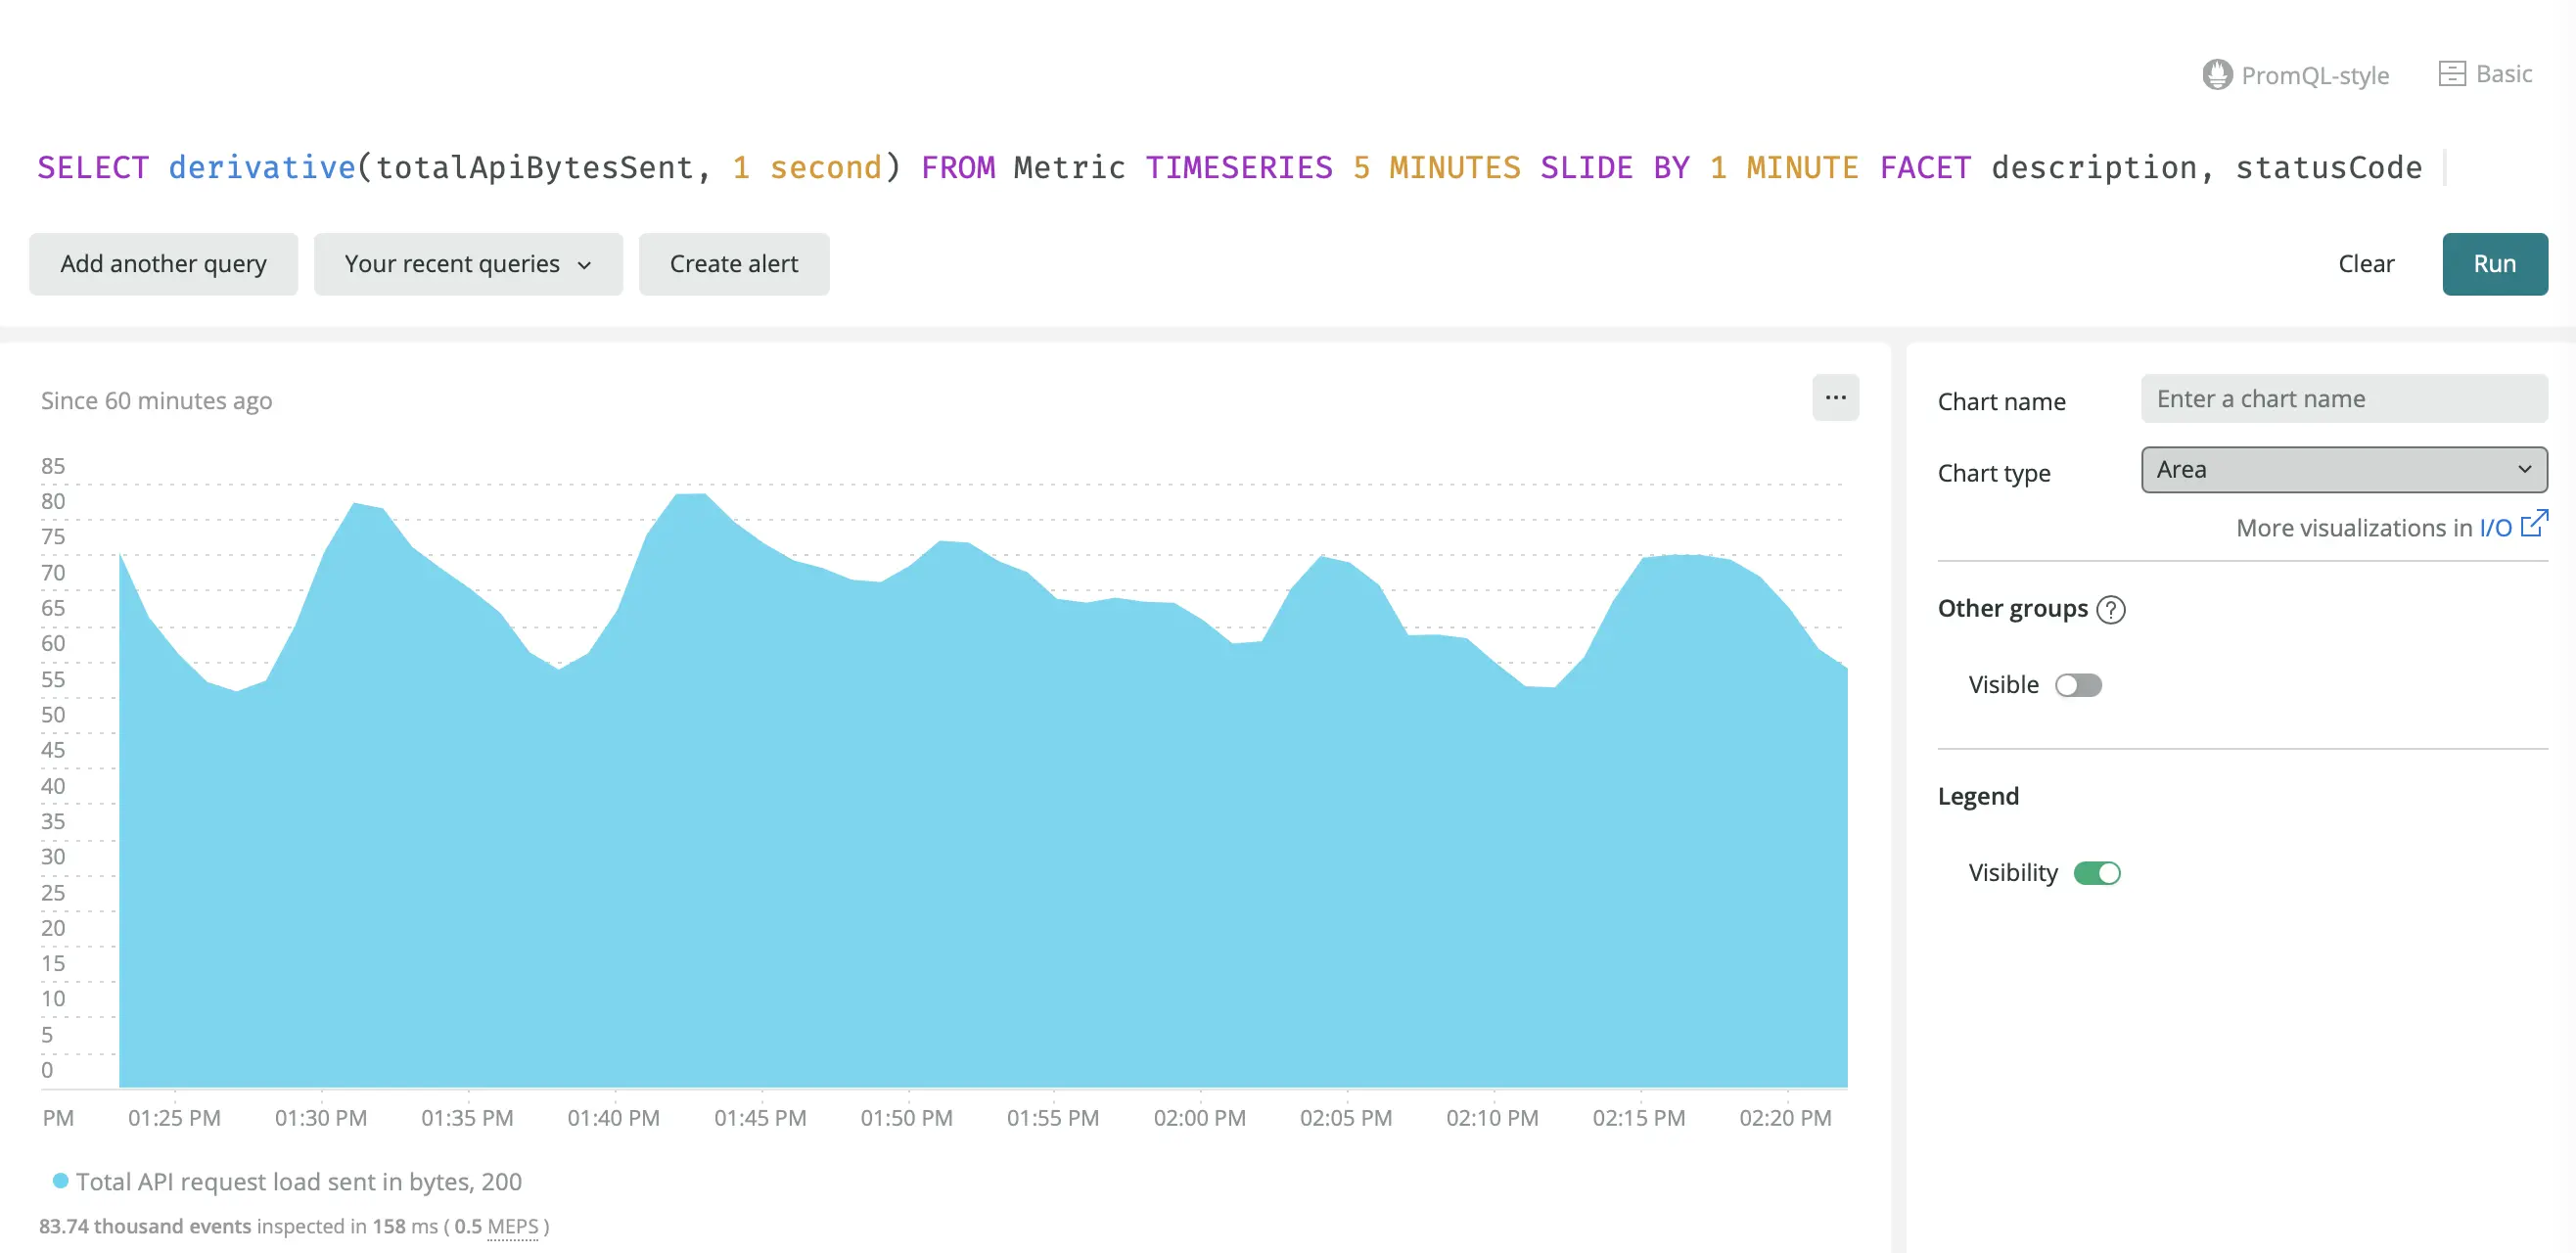 PromQL-style Basic
SELECT derivative(totalApiBytesSent, 1 second) FROM Metric TIMESERIES 5 MINUTES SLIDE BY 1 MINUTE FACET description, statusCode
Add another query Your recent queries Create alert Clear Run
Since 60 minutes ago
...
85
80
75
70
65
60
55
50
45
40
35
30
25
20
15
10
5
0
PM 01:25 PM 01:30 PM 01:35 PM 01:40 PM 01:45 PM 01:50 PM 01:55 PM 02:00 PM 02:05 PM 02:10 PM 02:15 PM 02:20 PM
Total API request load sent in bytes, 200
83.74 thousand events inspected in 158 ms ( 0.5 MEPS )
Chart name Enter a chart name
Chart type Area
More visualizations in I/O
Other groups ?
Visible
Legend
Visibility